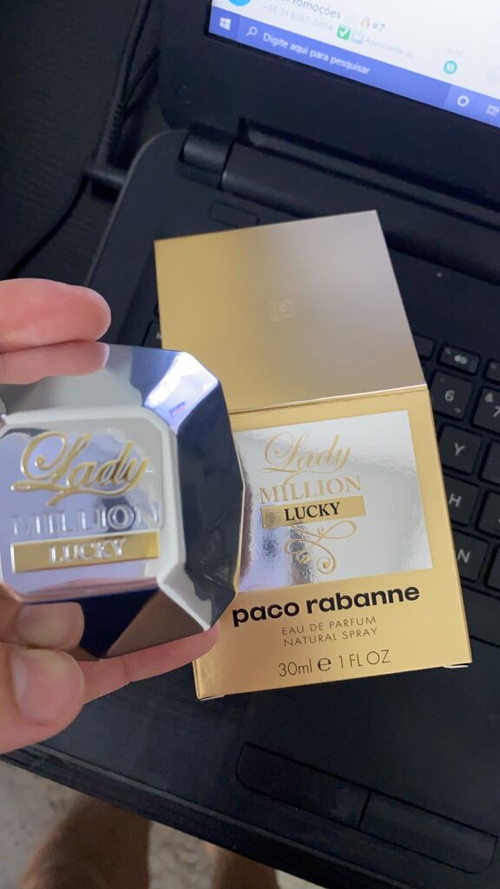 Digite aqui para pesquisar
Lady
MILLION
LUCKY
Lady
MILLION
LUCKY
paco rabanne
EAU DE PARFUM
NATURAL SPRAY
30ml e 1 FL OZ
6
Y
H
N